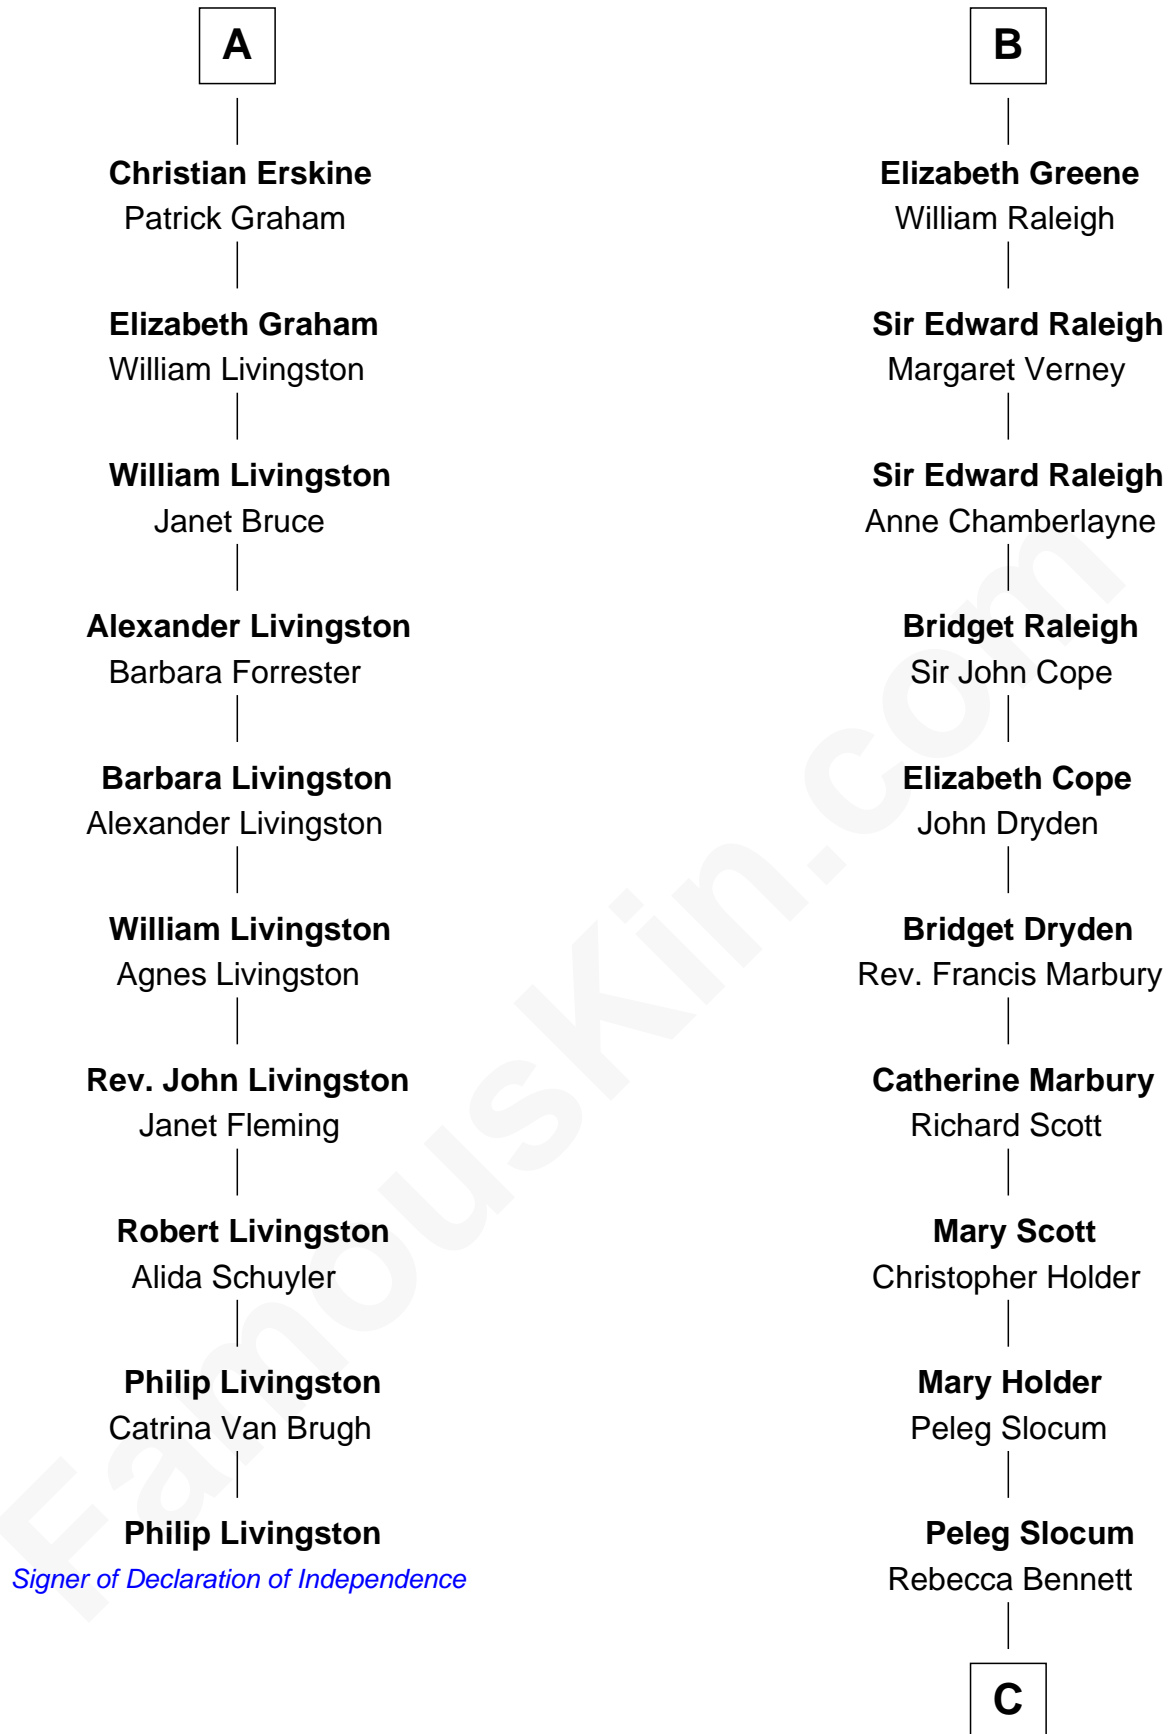 A
Christian Erskine
Patrick Graham
Elizabeth Graham
William Livingston
William Livingston
Janet Bruce
Alexander Livingston
Barbara Forrester
Barbara Livingston
Alexander Livingston
William Livingston
Agnes Livingston
Rev. John Livingston
Janet Fleming
Robert Livingston
Alida Schuyler
Philip Livingston
Catrina Van Brugh
Philip Livingston
Signer of Declaration of Independence
B
Elizabeth Greene
William Raleigh
Sir Edward Raleigh
Margaret Verney
Sir Edward Raleigh
Anne Chamberlayne
Bridget Raleigh
Sir John Cope
Elizabeth Cope
John Dryden
Bridget Dryden
Rev. Francis Marbury
Catherine Marbury
Richard Scott
Mary Scott
Christopher Holder
Mary Holder
Peleg Slocum
Peleg Slocum
Rebecca Bennett
C
FamousKin.com